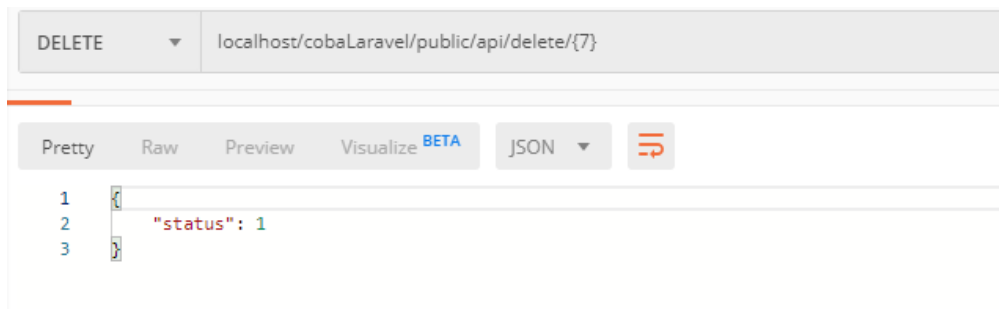 DELETE localhost/cobaLaravel/public/api/delete/{7}
Pretty Raw Preview Visualize BETA JSON
1 {
2 "status": 1
3 }